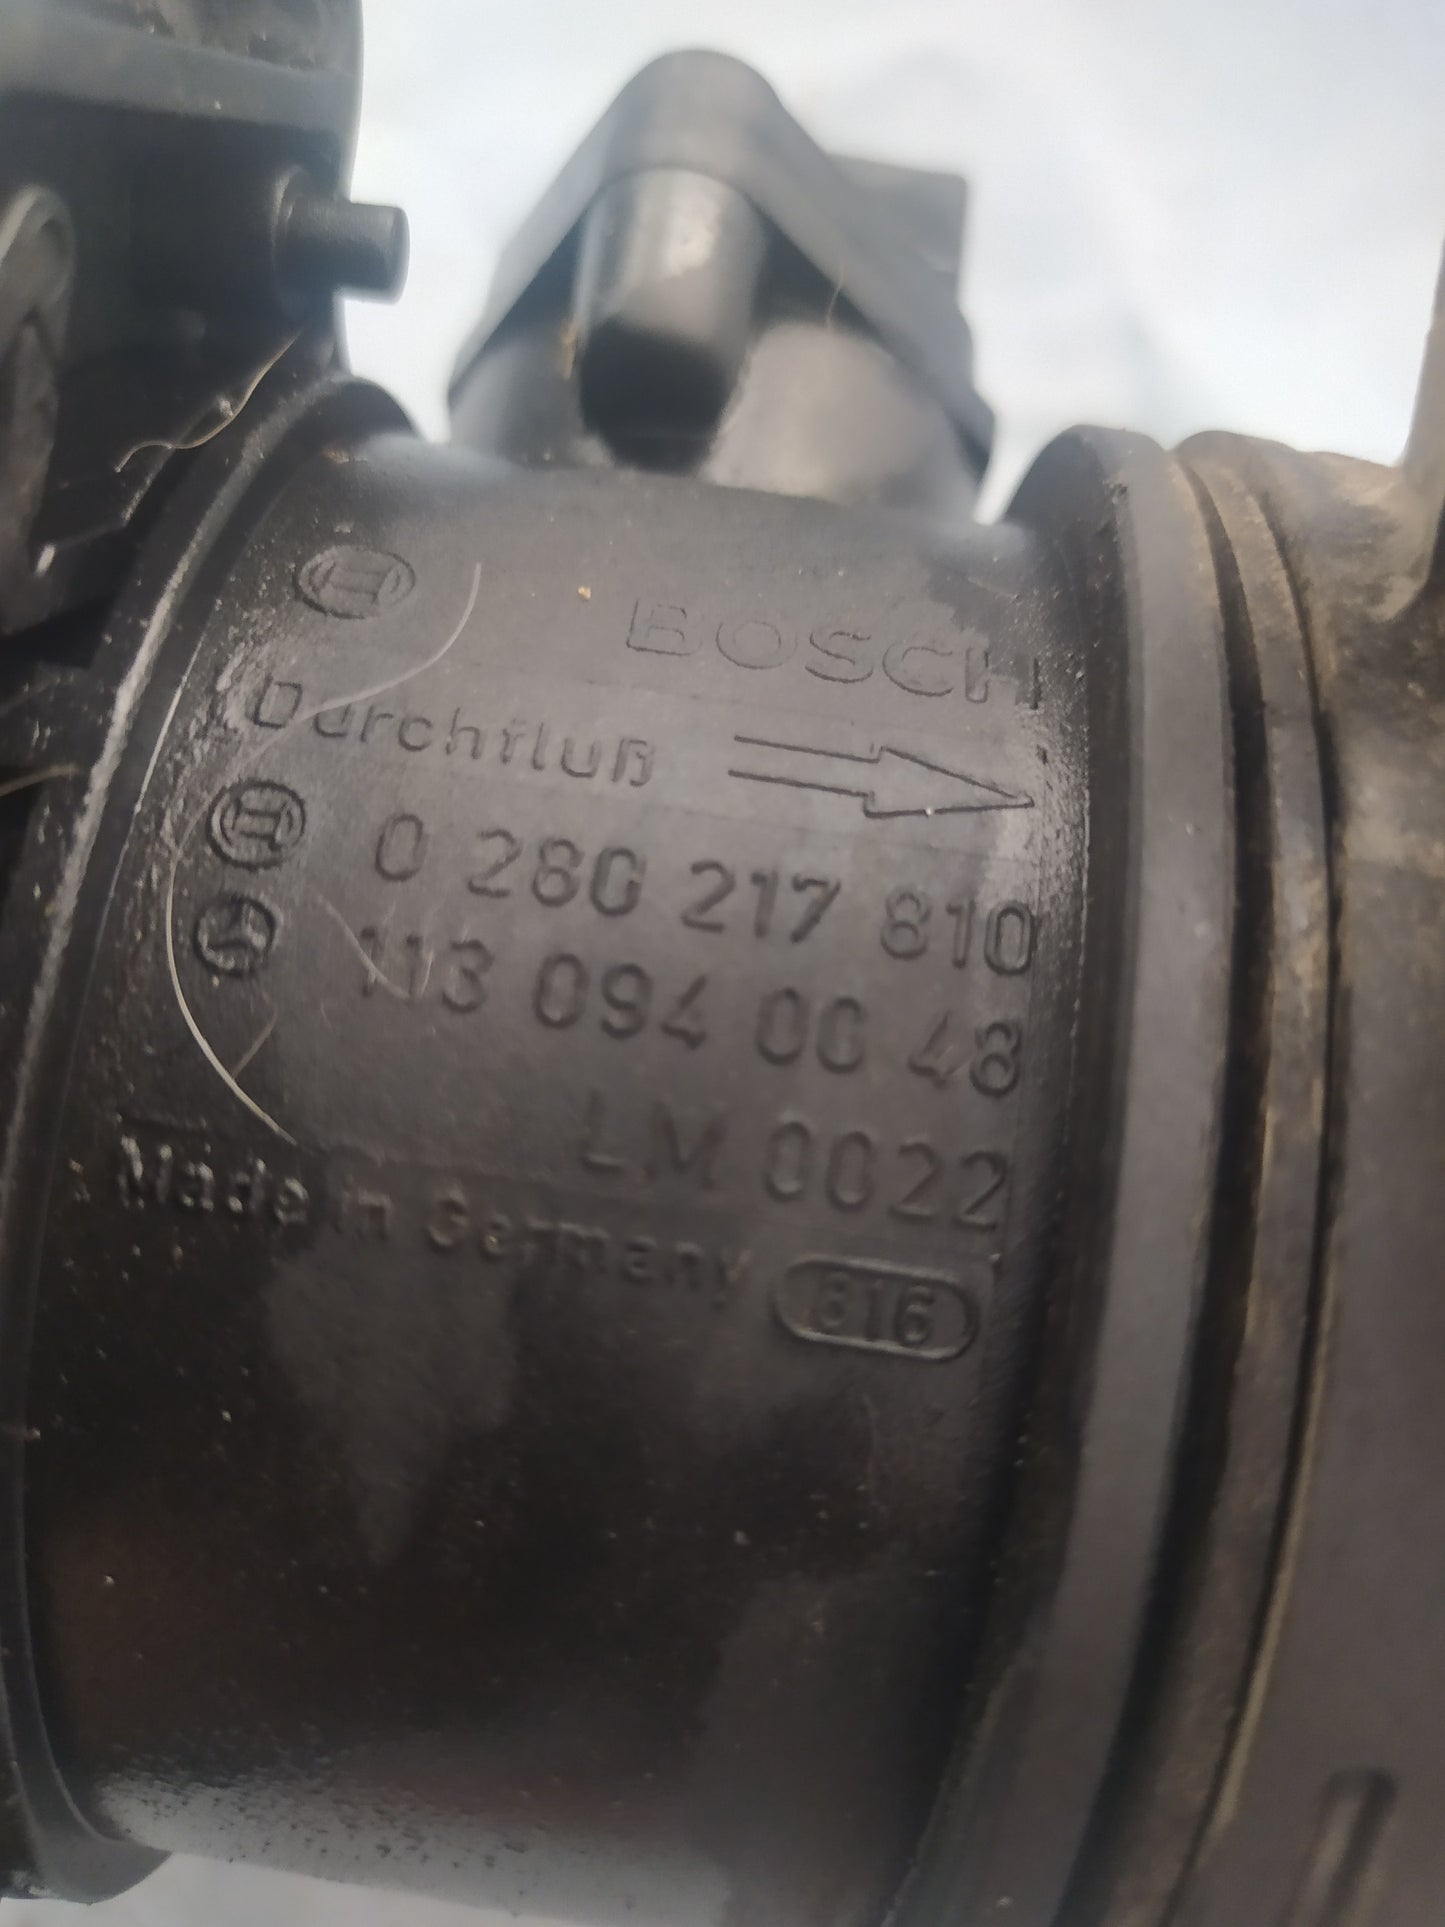 BOSCH
Durchfluß
0 280 217 810
113 094 00 48
LM 0022
Made in Germany 816